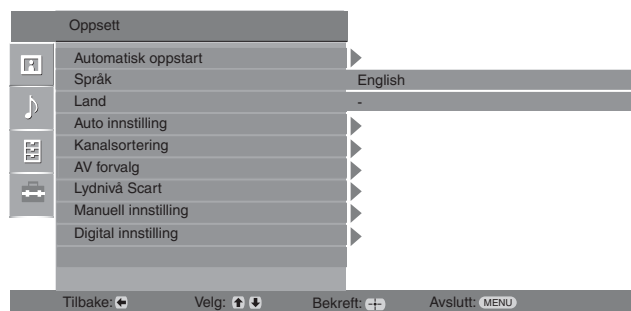 Oppsett
Automatisk oppstart
Språk English
Land -
Auto innstilling
Kanalsortering
AV forvalg
Lydnivå Scart
Manuell innstilling
Digital innstilling
Tilbake: Velg: Bekreft: Avslutt: MENU